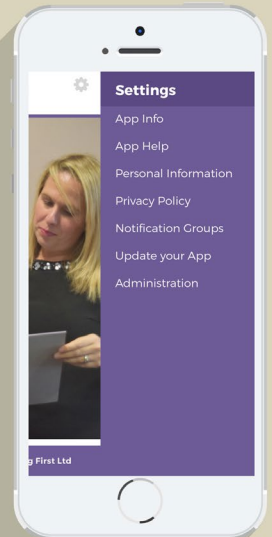 Settings
App Info
App Help
Personal Information
Privacy Policy
Notification Groups
Update your App
Administration
g First Ltd